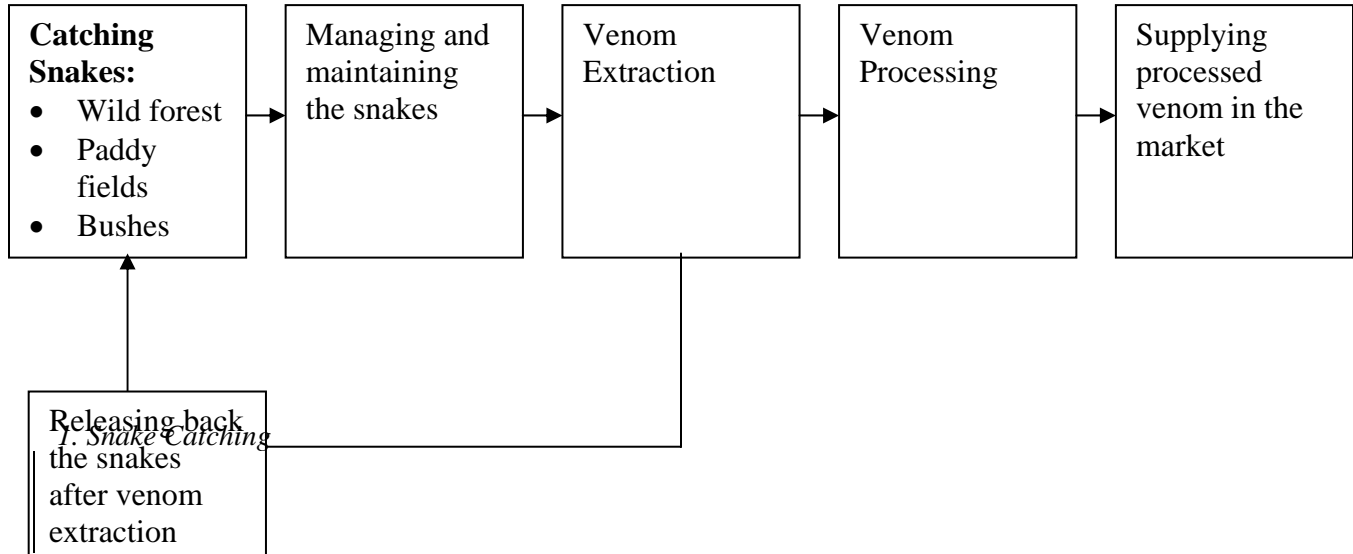 Catching
Snakes:
• Wild forest
• Paddy
fields
• Bushes
Managing and
maintaining
the snakes
Venom
Extraction
Venom
Processing
Supplying
processed
venom in the
market
Releasing back
1. Snake Catching
the snakes
after venom
extraction